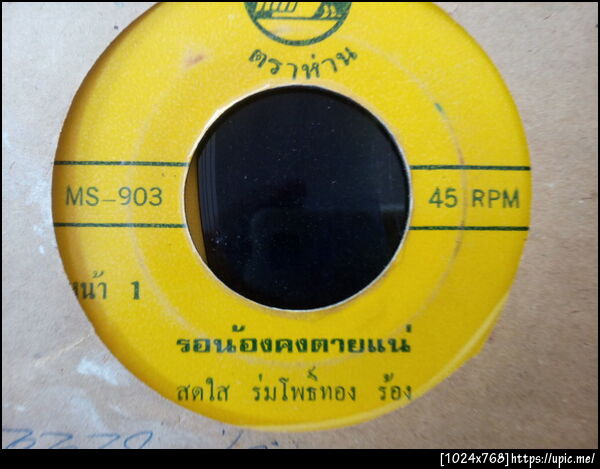 ตราห่าน
MS-903
45 RPM
หน้า 1
รอน้องคงตายแน่
สดใส ร่มโพธิ์ทอง ร้อง
[1024x768]https://upic.me/